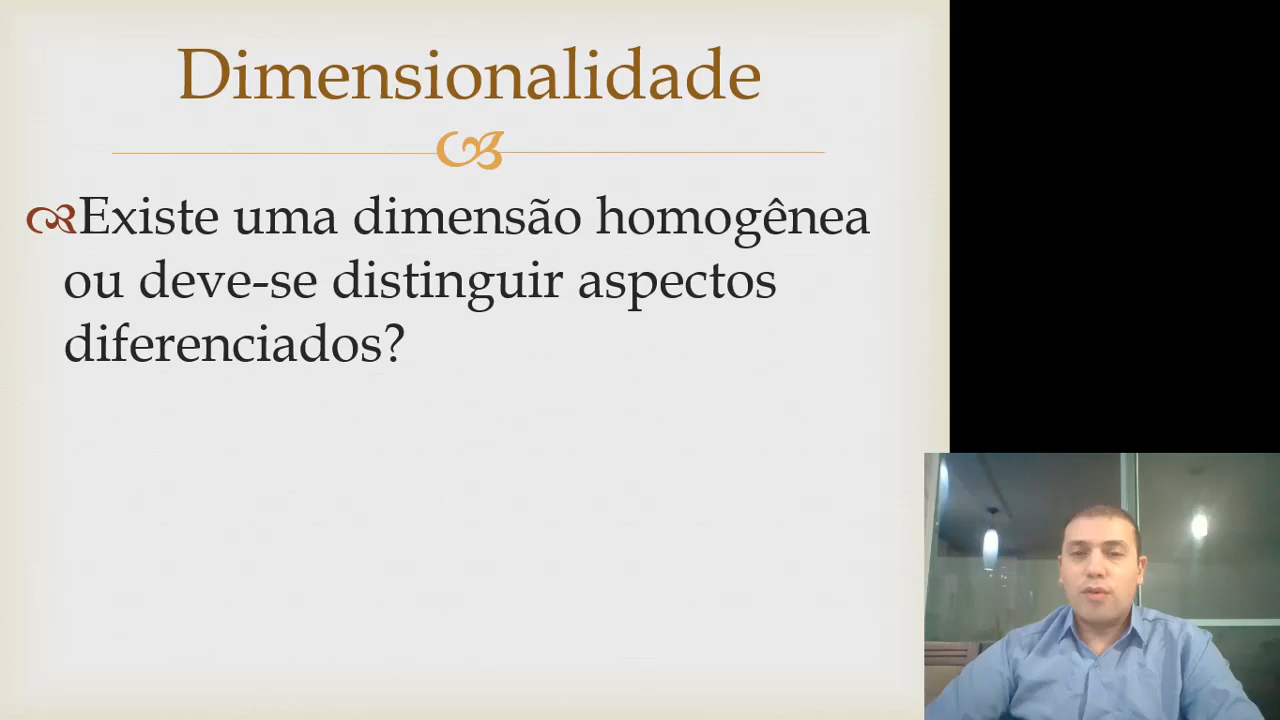 Dimensionalidade
Existe uma dimensão homogênea
ou deve-se distinguir aspectos
diferenciados?